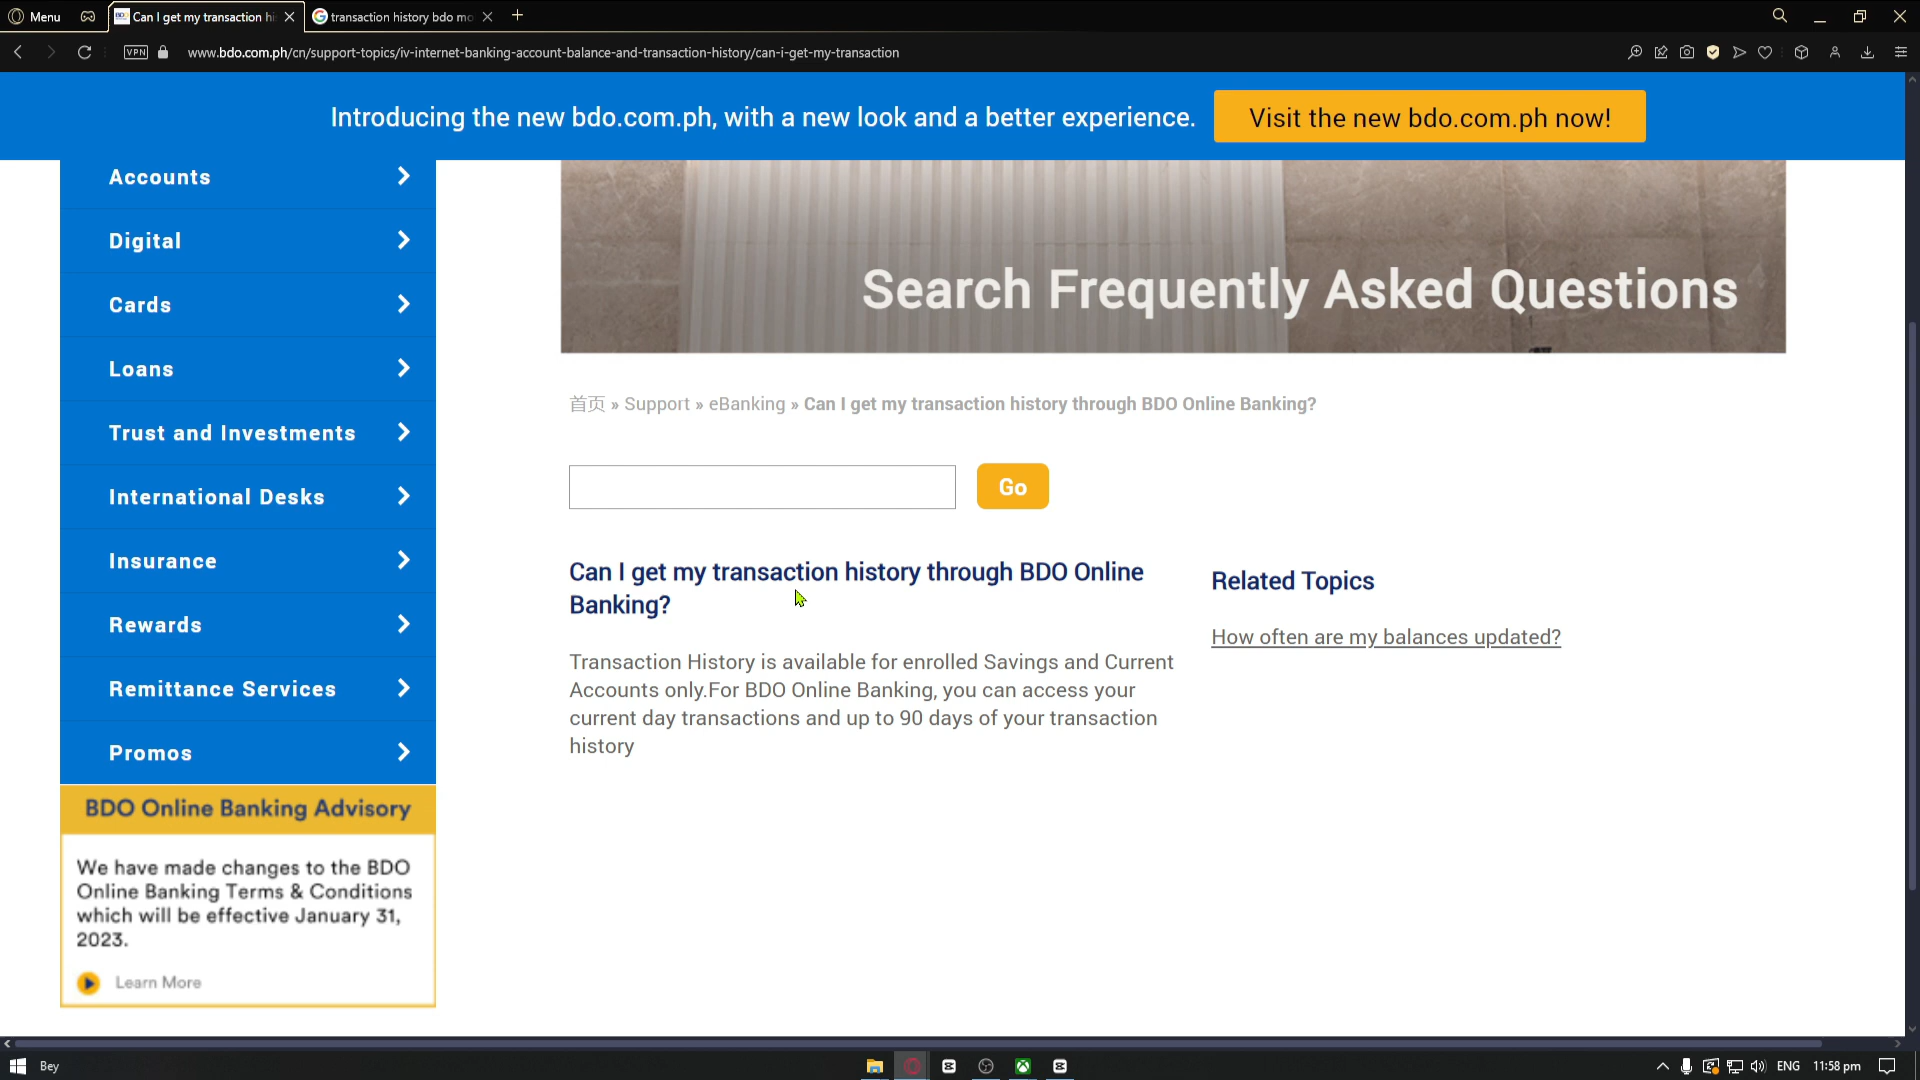 Menu
Can I get my transaction hi
transaction history bdo mo
VPN
www.bdo.com.ph/cn/support-topics/iv-internet-banking-account-balance-and-transaction-history/can-i-get-my-transaction
Introducing the new bdo.com.ph, with a new look and a better experience.
Visit the new bdo.com.ph now!
Accounts
Digital
Cards
Loans
Trust and Investments
International Desks
Insurance
Rewards
Remittance Services
Promos
BDO Online Banking Advisory
We have made changes to the BDO
Online Banking Terms & Conditions
which will be effective January 31,
2023.
Learn More
Search Frequently Asked Questions
首页 » Support » eBanking » Can I get my transaction history through BDO Online Banking?
Go
Can I get my transaction history through BDO Online
Banking?
Transaction History is available for enrolled Savings and Current
Accounts only.For BDO Online Banking, you can access your
current day transactions and up to 90 days of your transaction
history
Related Topics
How often are my balances updated?
Bey
ENG
11:58 pm